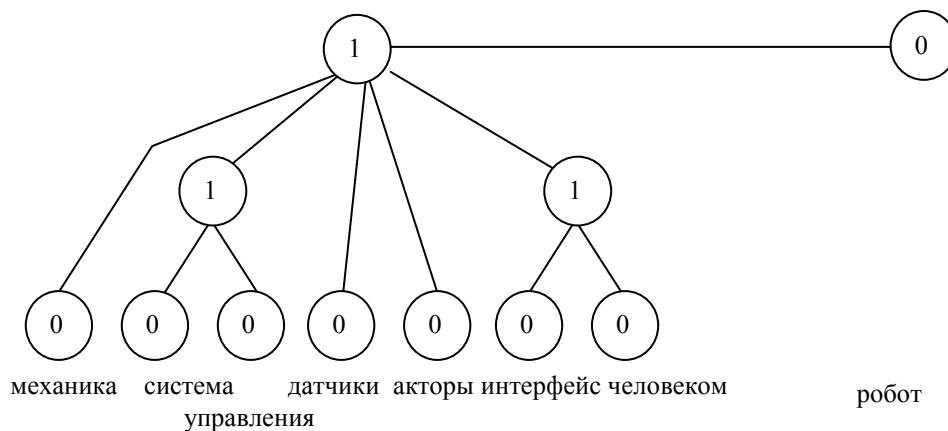 1 0
1 1
0 0 0 0 0 0 0
механика система датчики акторы интерфейс человеком
управления
робот